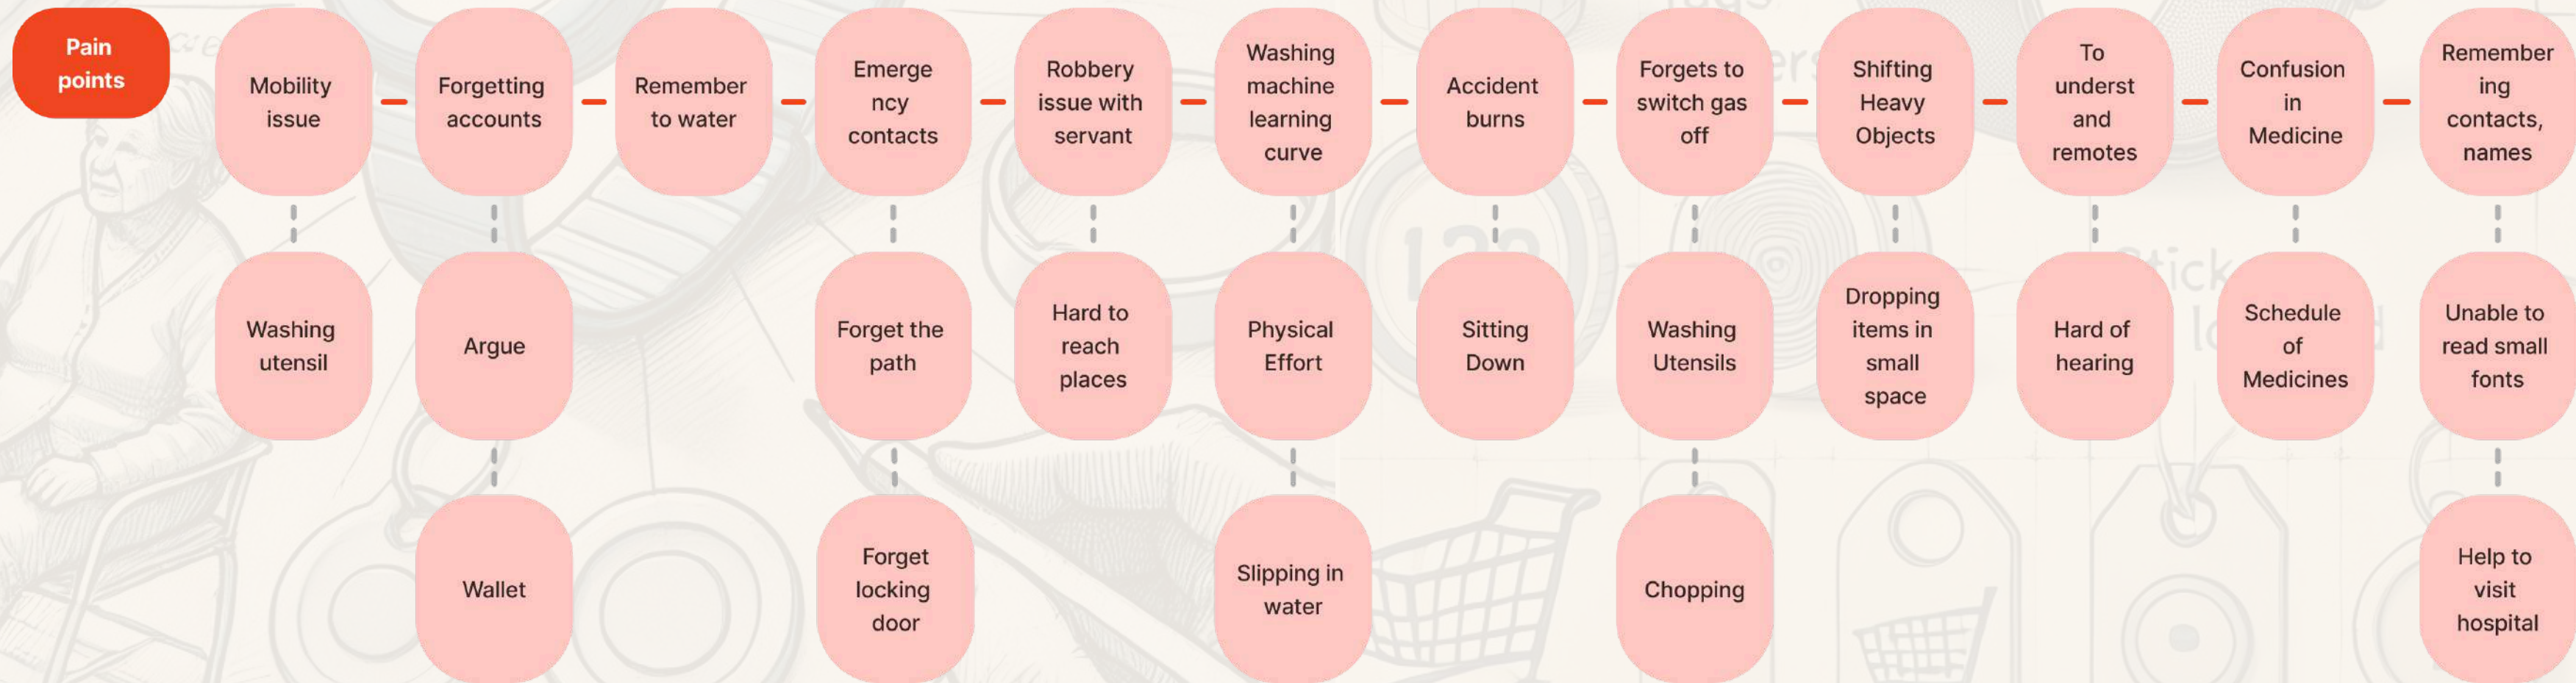 Pain
points
Mobility
issue
Forgetting
accounts
Remember
to water
Emerge
ncy
contacts
Robbery
issue with
servant
Washing
machine
learning
curve
Accident
burns
Forgets to
switch gas
off
Shifting
Heavy
Objects
To
underst
and
remotes
Confusion
in
Medicine
Remember
ing
contacts,
names
Washing
utensil
Argue
Forget the
path
Hard to
reach
places
Physical
Effort
Sitting
Down
Washing
Utensils
Dropping
items in
small
space
Hard of
hearing
Schedule
of
Medicines
Unable to
read small
fonts
Wallet
Forget
locking
door
Slipping in
water
Chopping
Help to
visit
hospital
123